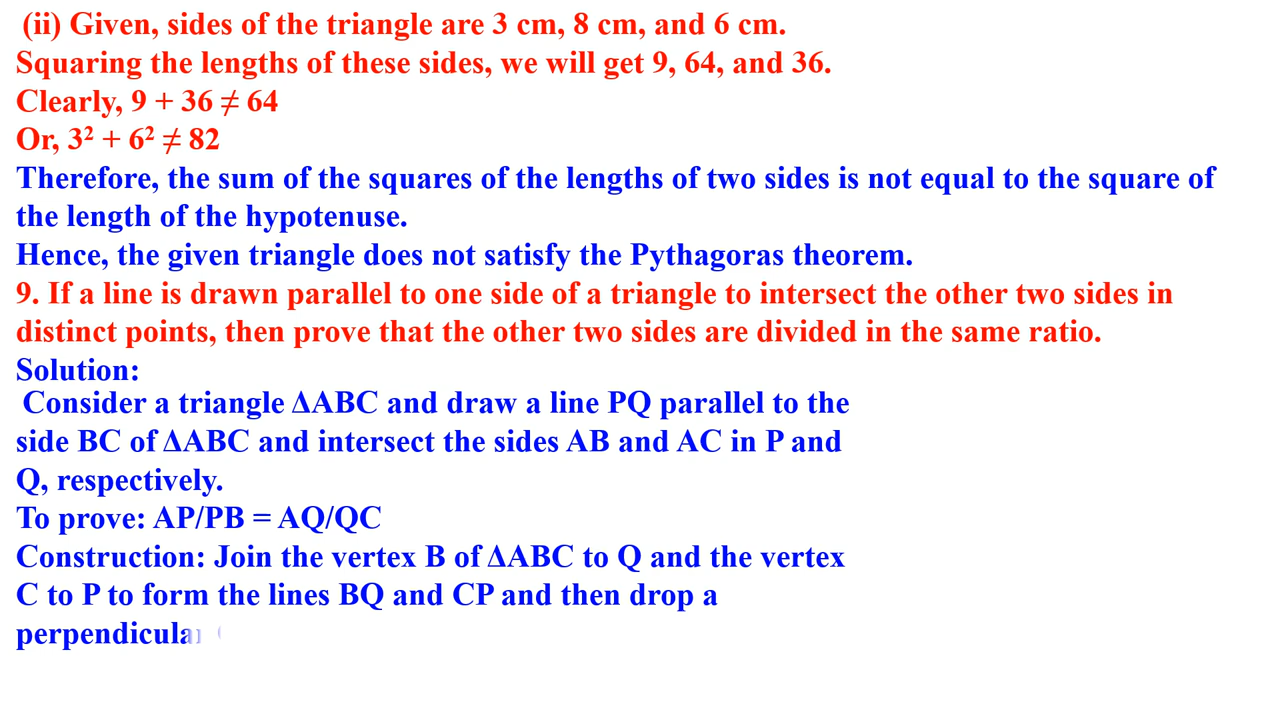 (ii) Given, sides of the triangle are 3 cm, 8 cm, and 6 cm.
Squaring the lengths of these sides, we will get 9, 64, and 36.
Clearly, 9 + 36 ≠ 64
Or, 3² + 6² ≠ 82
Therefore, the sum of the squares of the lengths of two sides is not equal to the square of
the length of the hypotenuse.
Hence, the given triangle does not satisfy the Pythagoras theorem.
9. If a line is drawn parallel to one side of a triangle to intersect the other two sides in
distinct points, then prove that the other two sides are divided in the same ratio.
Solution:
Consider a triangle ΔABC and draw a line PQ parallel to the
side BC of ΔABC and intersect the sides AB and AC in P and
Q, respectively.
To prove: AP/PB = AQ/QC
Construction: Join the vertex B of ΔABC to Q and the vertex
C to P to form the lines BQ and CP and then drop a
perpendicular